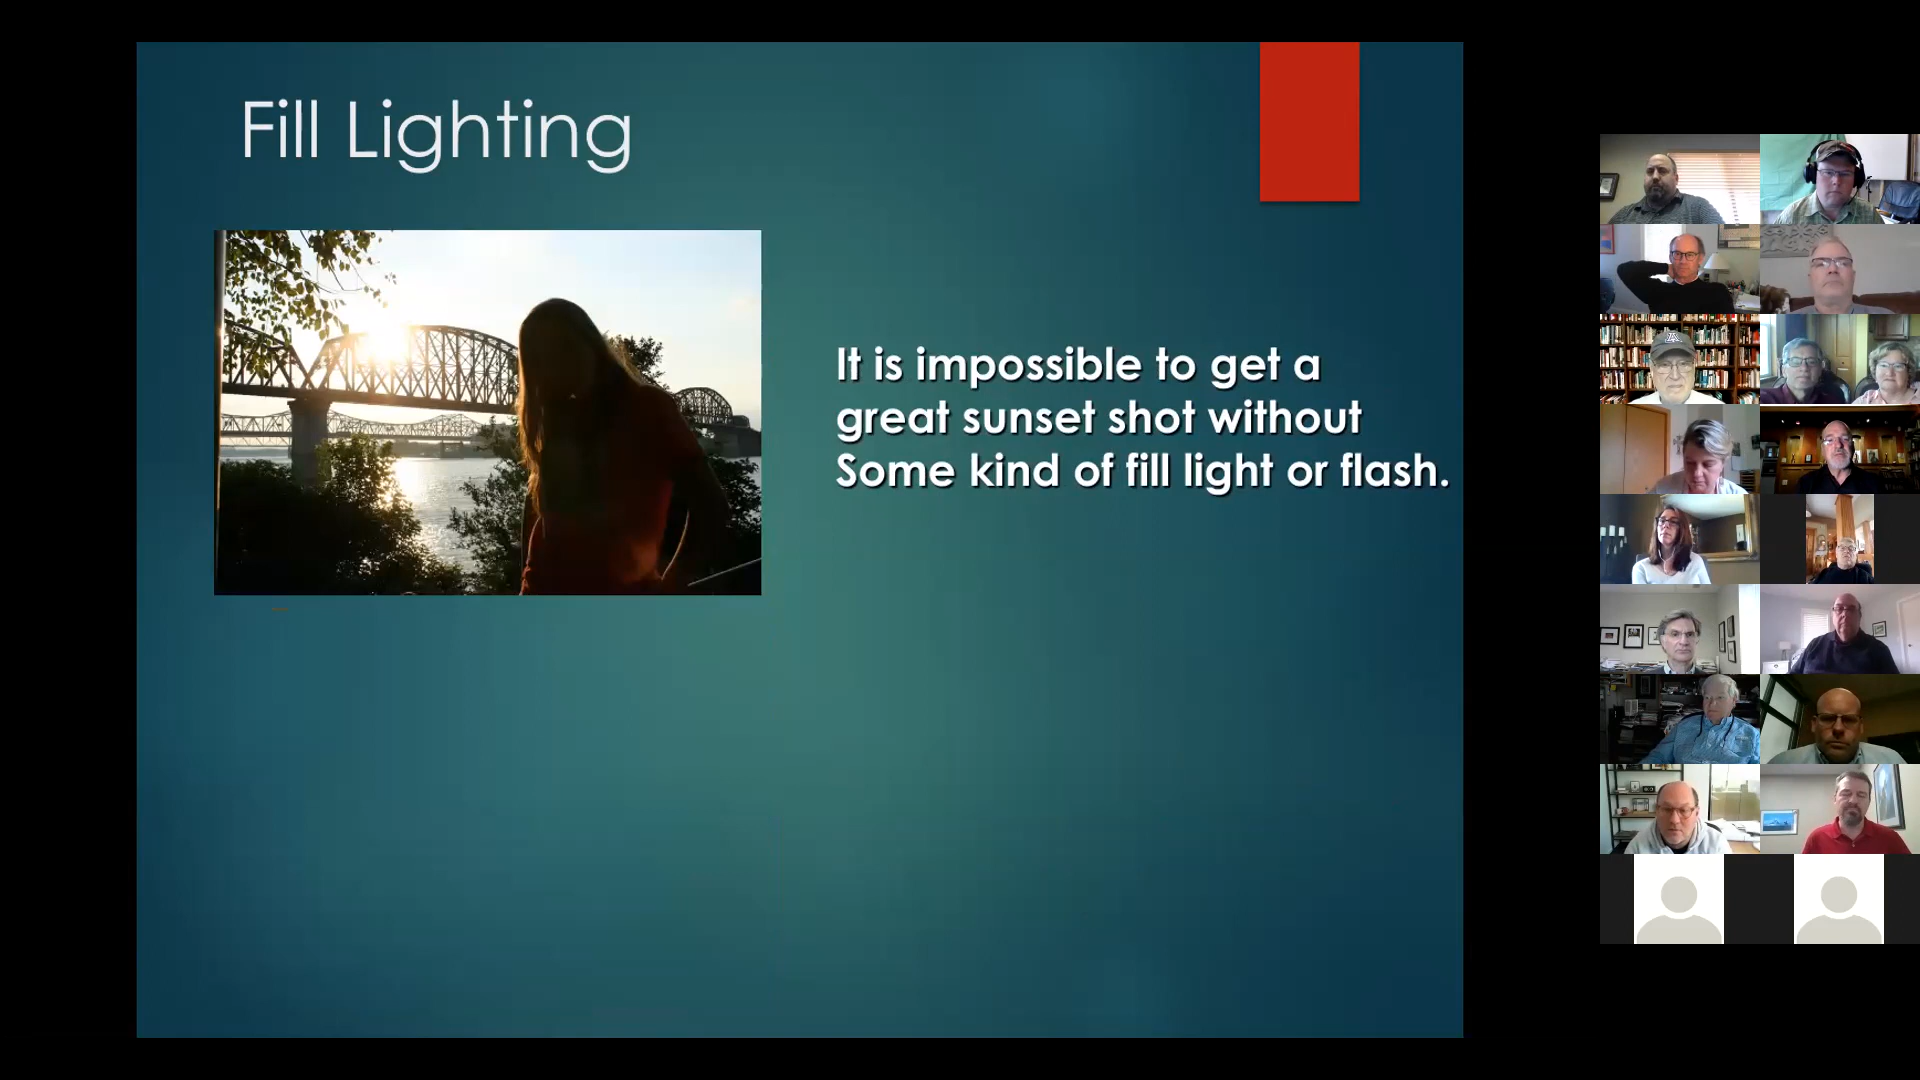 Fill Lighting
It is impossible to get a
great sunset shot without
Some kind of fill light or flash.